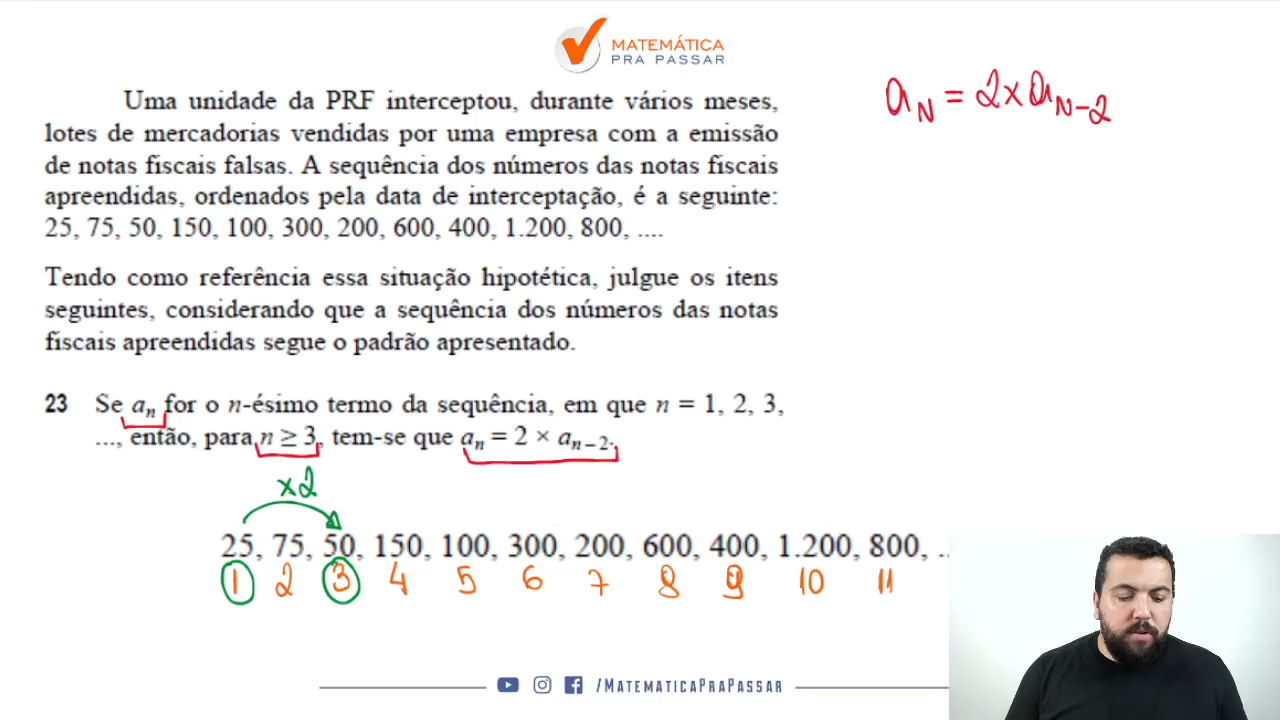 MATEMÁTICA
PRA PASSAR
Uma unidade da PRF interceptou, durante vários meses,
lotes de mercadorias vendidas por uma empresa com a emissão
de notas fiscais falsas. A sequência dos números das notas fiscais
apreendidas, ordenados pela data de interceptação, é a seguinte:
25, 75, 50, 150, 100, 300, 200, 600, 400, 1.200, 800, ....
Tendo como referência essa situação hipotética, julgue os itens
seguintes, considerando que a sequência dos números das notas
fiscais apreendidas segue o padrão apresentado.
23 Se aₙ for o n-ésimo termo da sequência, em que n = 1, 2, 3,
..., então, para n ≥ 3, tem-se que aₙ = 2 × aₙ₋₂.
aN = 2 x aN-2
x2
25, 75, 50, 150, 100, 300, 200, 600, 400, 1.200, 800, ..
1 2 3 4 5 6 7 8 9 10 11
/MATEMATICAPRAPASSAR